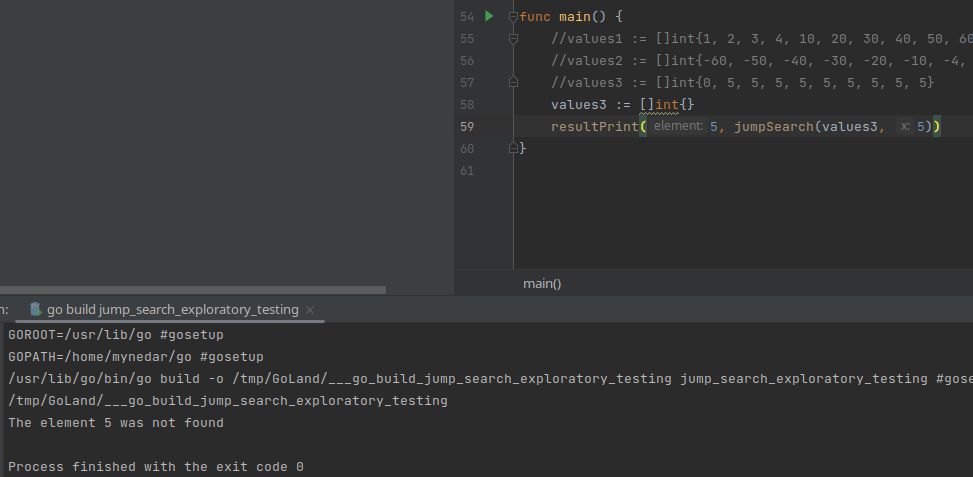 54 func main() {
55 //values1 := []int{1, 2, 3, 4, 10, 20, 30, 40, 50, 60
56 //values2 := []int{-60, -50, -40, -30, -20, -10, -4,
57 //values3 := []int{0, 5, 5, 5, 5, 5, 5, 5, 5, 5}
58 values3 := []int{}
59 resultPrint( element: 5, jumpSearch(values3, x: 5))
60 }
61
main()
n: go build jump_search_exploratory_testing
GOROOT=/usr/lib/go #gosetup
GOPATH=/home/mynedar/go #gosetup
/usr/lib/go/bin/go build -o /tmp/GoLand/___go_build_jump_search_exploratory_testing jump_search_exploratory_testing #gose
/tmp/GoLand/___go_build_jump_search_exploratory_testing
The element 5 was not found
Process finished with the exit code 0